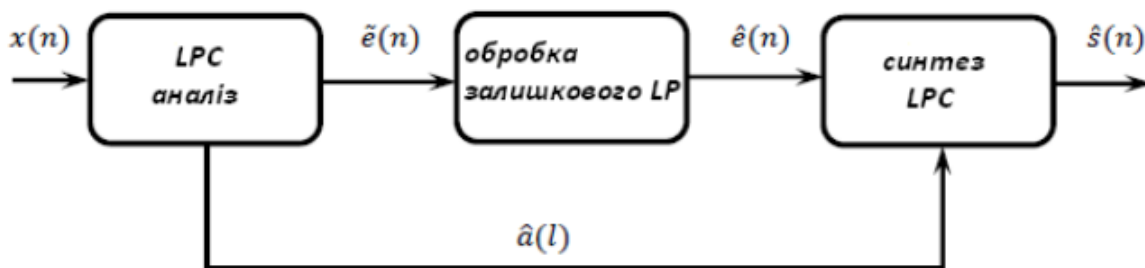 x(n)
LPC
аналіз
ẽ(n)
обробка
залишкового LP
ê(n)
синтез
LPC
ŝ(n)
â(l)